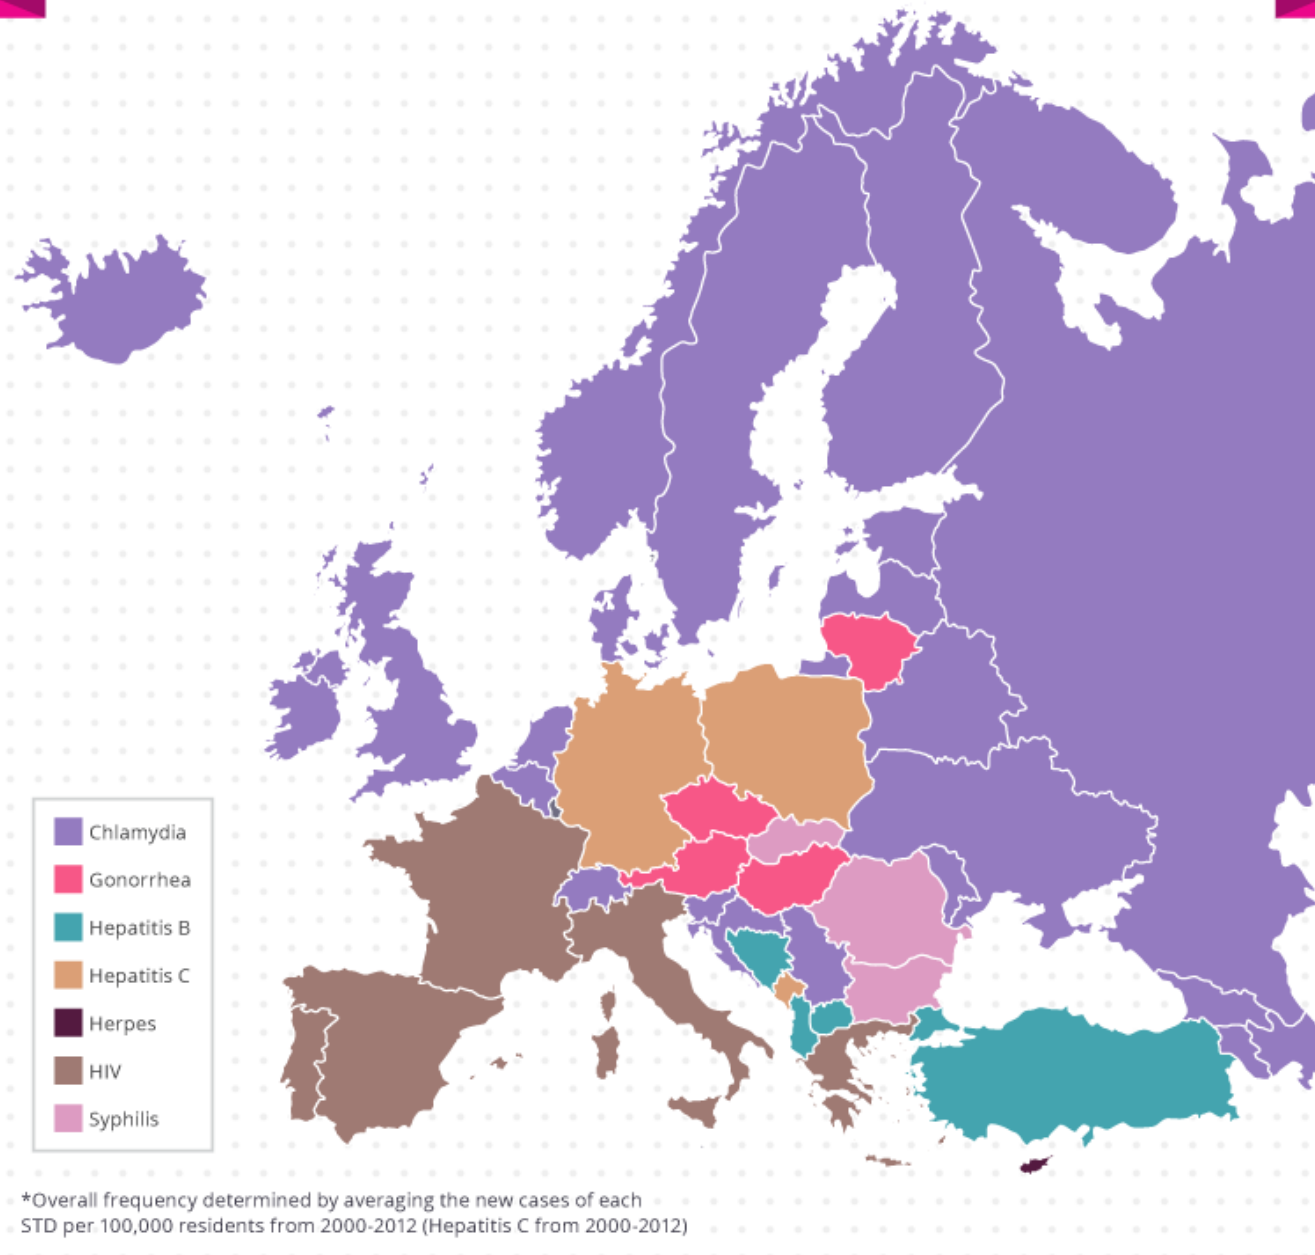 Chlamydia
Gonorrhea
Hepatitis B
Hepatitis C
Herpes
HIV
Syphilis
*Overall frequency determined by averaging the new cases of each
STD per 100,000 residents from 2000-2012 (Hepatitis C from 2000-2012)